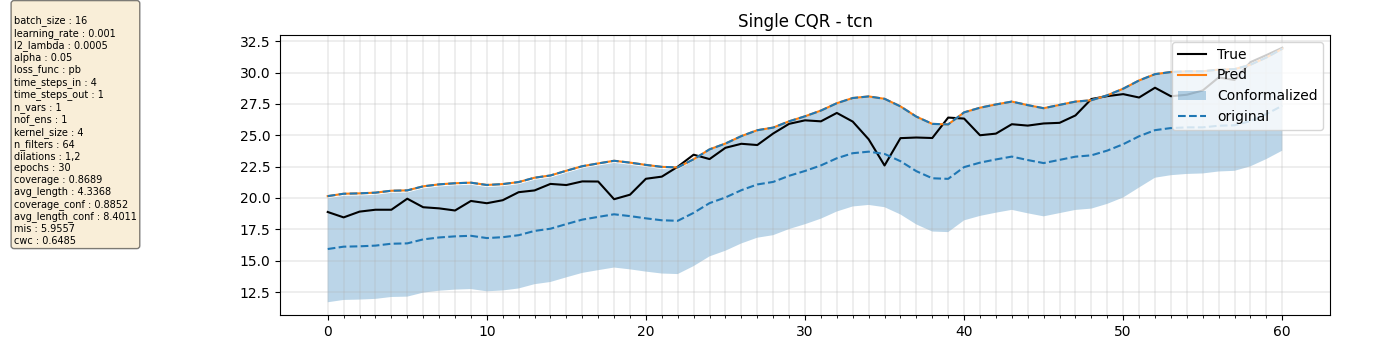 batch_size : 16
learning_rate : 0.001
l2_lambda : 0.0005
alpha : 0.05
loss_func : pb
time_steps_in : 4
time_steps_out : 1
n_vars : 1
nof_ens : 1
kernel_size : 4
n_filters : 64
dilations : 1,2
epochs : 30
coverage : 0.8689
avg_length : 4.3368
coverage_conf : 0.8852
avg_length_conf : 8.4011
mis : 5.9557
cwc : 0.6485
Single CQR - tcn
32.5
30.0
27.5
25.0
22.5
20.0
17.5
15.0
12.5
True
Pred
Conformalized
original
0 10 20 30 40 50 60